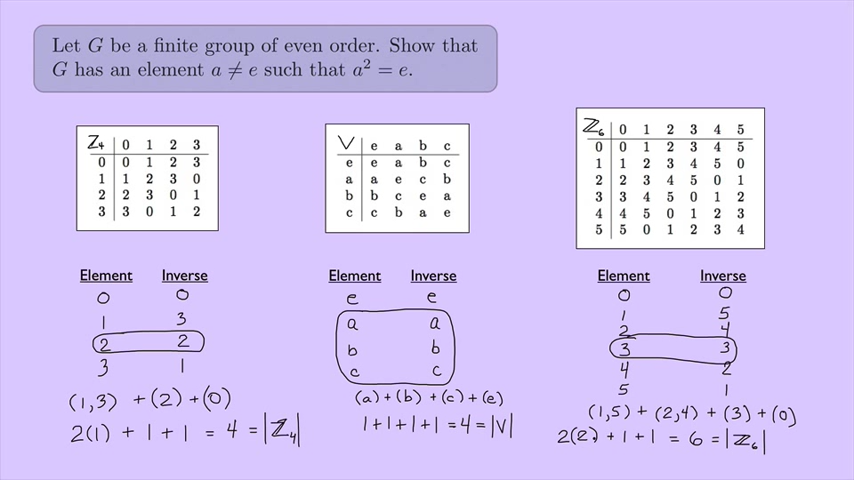 Let G be a finite group of even order. Show that
G has an element a ≠ e such that a² = e.
ℤ₄ 0 1 2 3
0 0 1 2 3
1 1 2 3 0
2 2 3 0 1
3 3 0 1 2
Element Inverse
0 0
1 3
2 2
3 1
(1,3) + (2) + (0)
2(1) + 1 + 1 = 4 = |ℤ₄|
V e a b c
e e a b c
a a e c b
b b c e a
c c b a e
Element Inverse
e e
a a
b b
c c
(a) + (b) + (c) + (e)
1+1+1+1 = 4 = |V|
ℤ₆ 0 1 2 3 4 5
0 0 1 2 3 4 5
1 1 2 3 4 5 0
2 2 3 4 5 0 1
3 3 4 5 0 1 2
4 4 5 0 1 2 3
5 5 0 1 2 3 4
Element Inverse
0 0
1 5
2 4
3 3
4 2
5 1
(1,5) + (2,4) + (3) + (0)
2(2) + 1 + 1 = 6 = |ℤ₆|